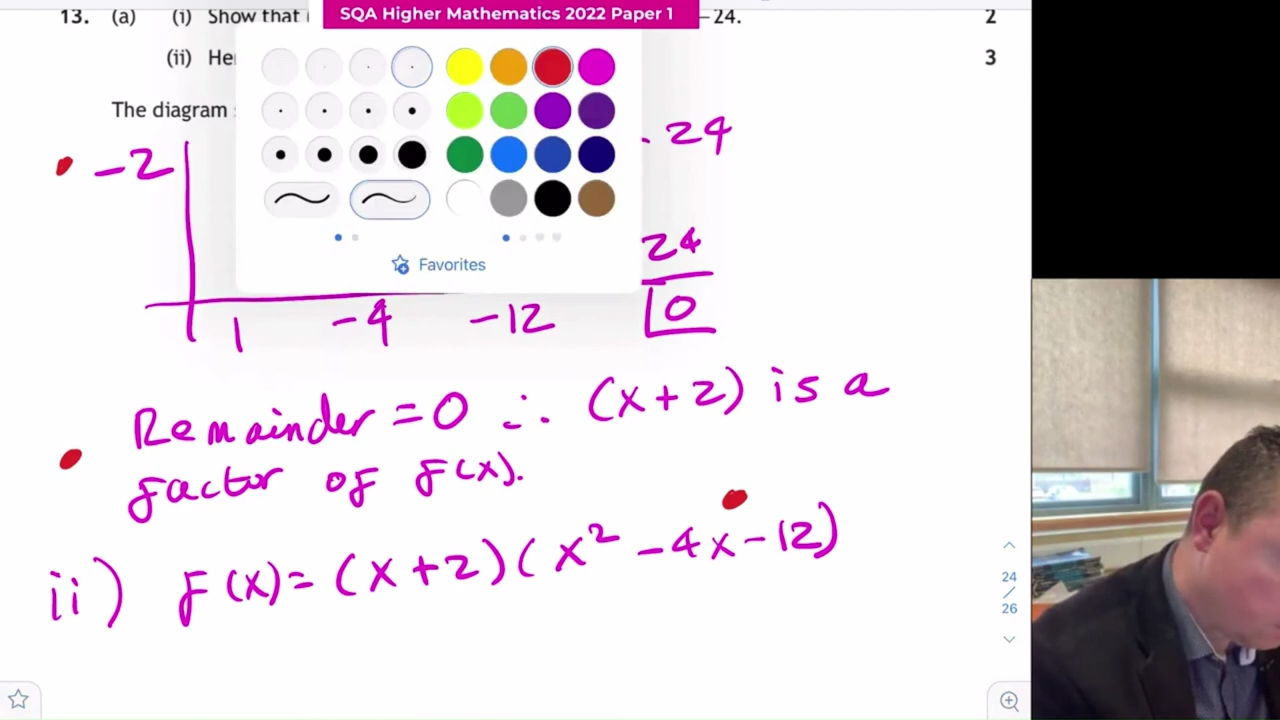 SQA Higher Mathematics 2022 Paper 1
13. (a) (i) Show that −24. 2
(ii) 3
The diagram
-2 . 24
24
1 -4 -12 0
Favorites
Remainder = 0 ∴ (x+2) is a
factor of f(x).
ii) f(x) = (x+2)(x² -4x-12)
24
/
26